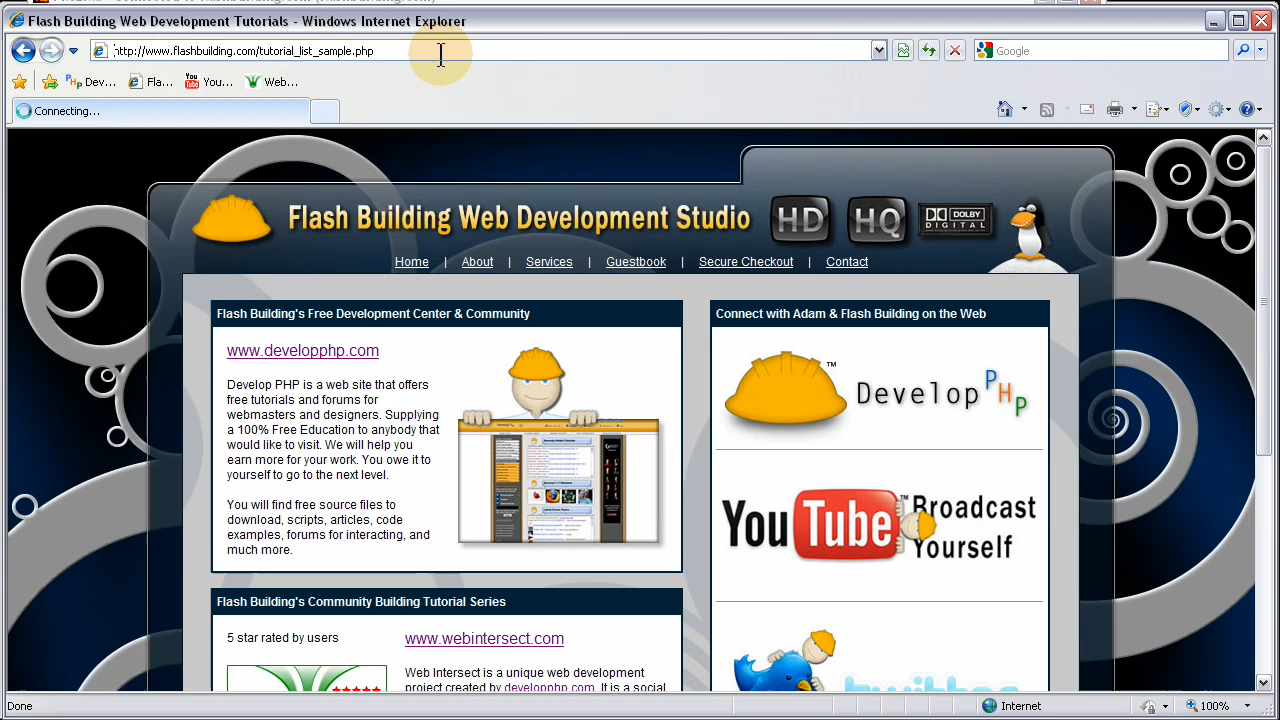 Flash Building Web Development Tutorials - Windows Internet Explorer
http://www.flashbuilding.com/tutorial_list_sample.php
Google
PHP Dev...
Fla...
You...
Web...
Connecting...
Flash Building Web Development Studio
HD
HQ
DOLBY
DIGITAL
Home | About | Services | Guestbook | Secure Checkout | Contact
Flash Building's Free Development Center & Community
www.developphp.com
Develop PHP is a web site that offers
free tutorials and forums for
webmasters and designers. Supplying
a 100% Free Education to anybody that
would like to learn. We will help you
earn more in your work. You owe it to
yourself to go to the next level.
You will find free source files to
download, scripts, articles, code
examples, forums for interacting, and
much more.
Flash Building's Community Building Tutorial Series
5 star rated by users
www.webintersect.com
Web Intersect is a unique web development
project created by developphp.com. It is a social
Connect with Adam & Flash Building on the Web
™
Develop PHP
YouTube™ Broadcast
Yourself
twitter
Done
Internet
100%